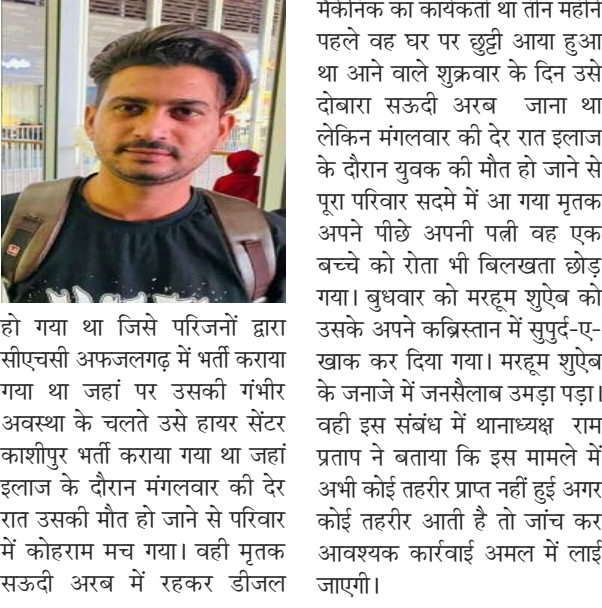 हो गया था जिसे परिजनों द्वारा
सीएचसी अफजलगढ़ में भर्ती कराया
गया था जहां पर उसकी गंभीर
अवस्था के चलते उसे हायर सेंटर
काशीपुर भर्ती कराया गया था जहां
इलाज के दौरान मंगलवार की देर
रात उसकी मौत हो जाने से परिवार
में कोहराम मच गया। वही मृतक
सऊदी अरब में रहकर डीजल
मैकेनिक का कार्यकर्ता था तीन महीने
पहले वह घर पर छुट्टी आया हुआ
था आने वाले शुक्रवार के दिन उसे
दोबारा सऊदी अरब जाना था
लेकिन मंगलवार की देर रात इलाज
के दौरान युवक की मौत हो जाने से
पूरा परिवार सदमे में आ गया मृतक
अपने पीछे अपनी पत्नी वह एक
बच्चे को रोता भी बिलखता छोड़
गया। बुधवार को मरहूम शुऐब को
उसके अपने कब्रिस्तान में सुपुर्द-ए-
खाक कर दिया गया। मरहूम शुऐब
के जनाजे में जनसैलाब उमड़ा पड़ा।
वही इस संबंध में थानाध्यक्ष राम
प्रताप ने बताया कि इस मामले में
अभी कोई तहरीर प्राप्त नहीं हुई अगर
कोई तहरीर आती है तो जांच कर
आवश्यक कार्रवाई अमल में लाई
जाएगी।